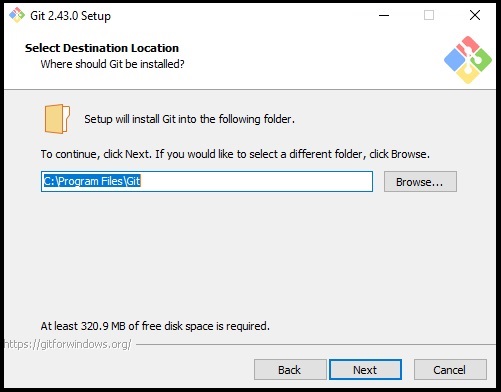 Git 2.43.0 Setup
Select Destination Location
Where should Git be installed?
Setup will install Git into the following folder.
To continue, click Next. If you would like to select a different folder, click Browse.
C:\Program Files\Git
Browse...
At least 320.9 MB of free disk space is required.
https://gitforwindows.org/
Back
Next
Cancel